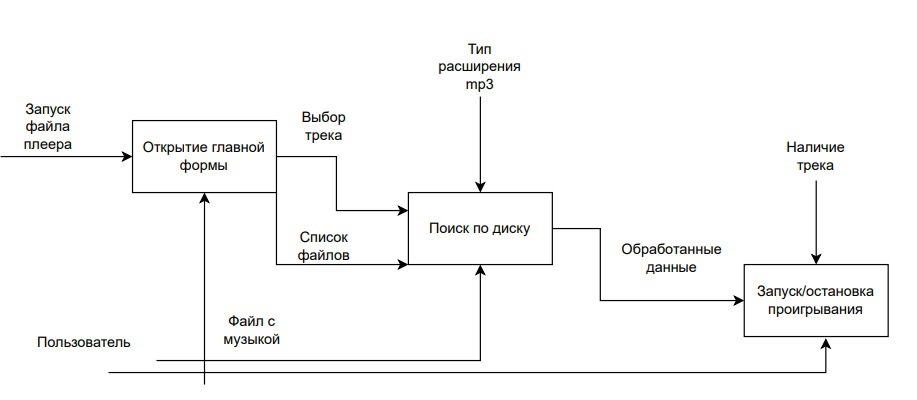 Тип
расширения
mp3
Запуск
файла
плеера
Выбор
трека
Открытие главной
формы
Наличие
трека
Поиск по диску
Список
файлов
Обработанные
данные
Запуск/остановка
проигрывания
Файл с
музыкой
Пользователь